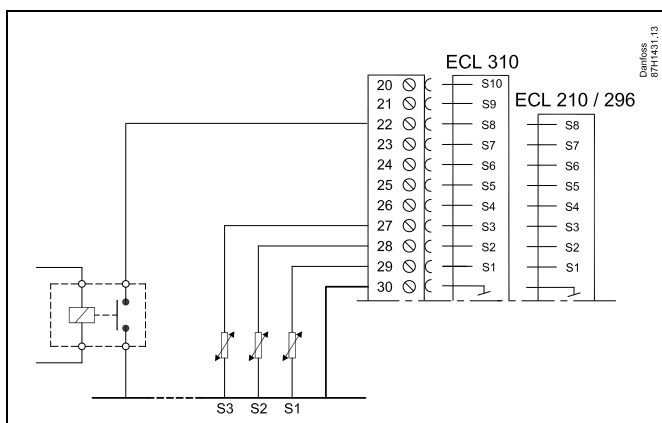 Danfoss
87H1431.13
ECL 310
ECL 210 / 296
20 S10
21 S9
22 S8 S8
23 S7 S7
24 S6 S6
25 S5 S5
26 S4 S4
27 S3 S3
28 S2 S2
29 S1 S1
30
S3 S2 S1